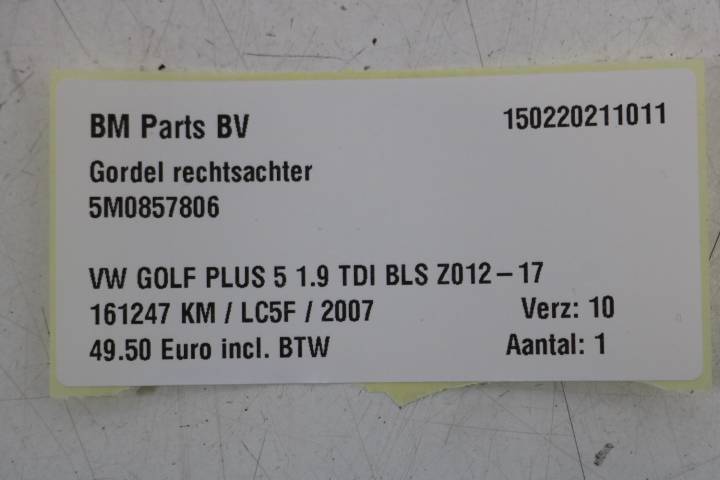 BM Parts BV 150220211011
Gordel rechtsachter
5M0857806
VW GOLF PLUS 5 1.9 TDI BLS Z012-17
161247 KM / LC5F / 2007 Verz: 10
49.50 Euro incl. BTW Aantal: 1